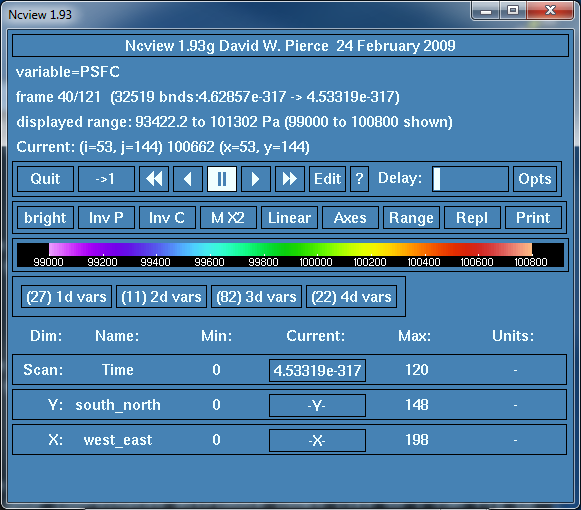 Ncview 1.93
Ncview 1.93g David W. Pierce 24 February 2009
variable=PSFC
frame 40/121 (32519 bnds:4.62857e-317 -> 4.53319e-317)
displayed range: 93422.2 to 101302 Pa (99000 to 100800 shown)
Current: (i=53, j=144) 100662 (x=53, y=144)
Quit ->1 Edit ? Delay: Opts
bright Inv P Inv C M X2 Linear Axes Range Repl Print
99000 99200 99400 99600 99800 100000 100200 100400 100600 100800
(27) 1d vars (11) 2d vars (82) 3d vars (22) 4d vars
Dim: Name: Min: Current: Max: Units:
Scan: Time 0 4.53319e-317 120 -
Y: south_north 0 -Y- 148 -
X: west_east 0 -X- 198 -